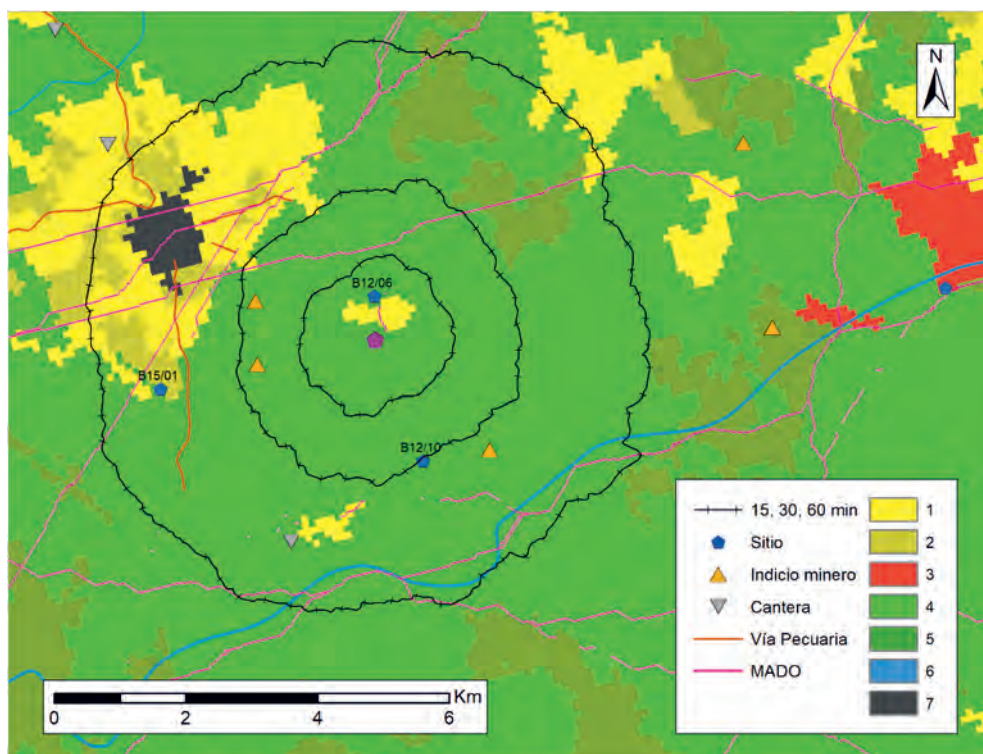 N
B12/06
B15/01
B12/10
15, 30, 60 min
Sitio
Indicio minero
Cantera
Vía Pecuaria
MADO
1
2
3
4
5
6
7
Km
0 2 4 6